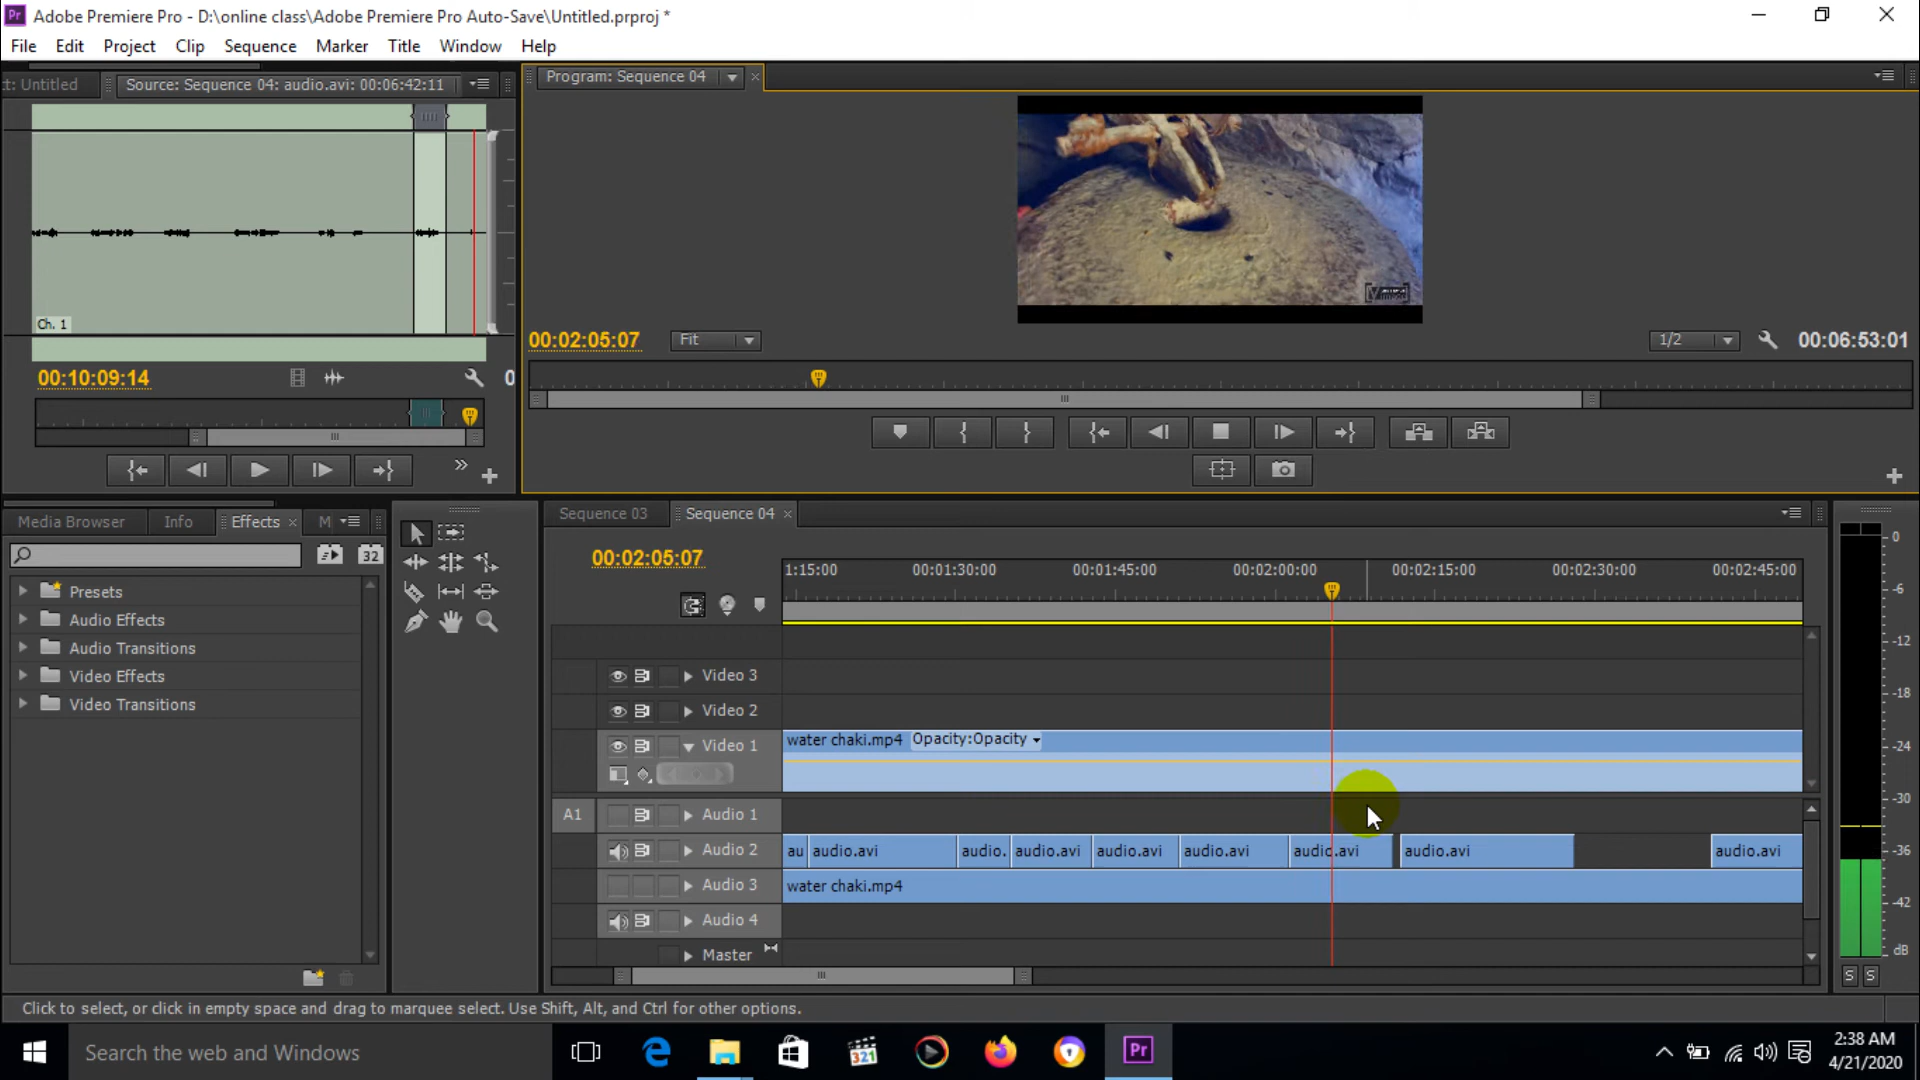 Pr Adobe Premiere Pro - D:\online class\Adobe Premiere Pro Auto-Save\Untitled.prproj *
File Edit Project Clip Sequence Marker Title Window Help
ct: Untitled Source: Sequence 04: audio.avi: 00:06:42:11
Program: Sequence 04
Ch. 1
00:10:09:14
00:02:05:07 Fit 1/2 00:06:53:01
Media Browser Info Effects M
32
Presets
Audio Effects
Audio Transitions
Video Effects
Video Transitions
Sequence 03 Sequence 04
00:02:05:07
1:15:00 00:01:30:00 00:01:45:00 00:02:00:00 00:02:15:00 00:02:30:00 00:02:45:00
Video 3
Video 2
Video 1 water chaki.mp4 Opacity:Opacity
A1 Audio 1
Audio 2 au audio.avi audio. audio.avi audio.avi audio.avi audio.avi audio.avi audio.avi
Audio 3 water chaki.mp4
Audio 4
Master
0
-6
-12
-18
-24
-30
-36
-42
dB
S S
Click to select, or click in empty space and drag to marquee select. Use Shift, Alt, and Ctrl for other options.
Search the web and Windows
321
Pr
2:38 AM
4/21/2020